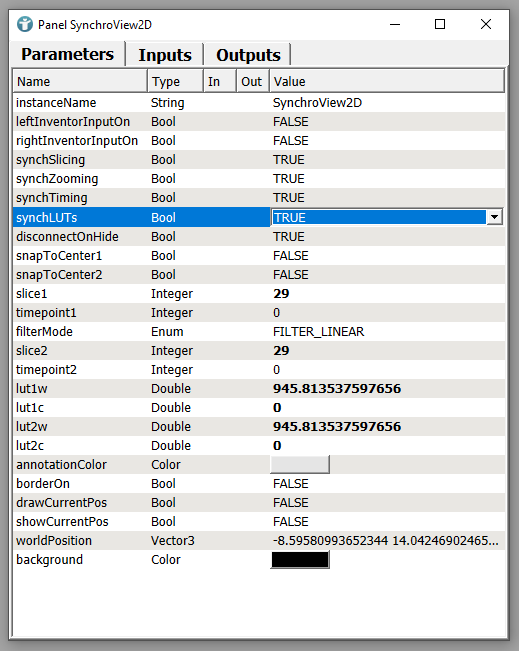 Panel SynchroView2D
Parameters Inputs Outputs
Name Type In Out Value
instanceName String SynchroView2D
leftInventorInputOn Bool FALSE
rightInventorInputOn Bool FALSE
synchSlicing Bool TRUE
synchZooming Bool TRUE
synchTiming Bool TRUE
synchLUTs Bool TRUE
disconnectOnHide Bool TRUE
snapToCenter1 Bool FALSE
snapToCenter2 Bool FALSE
slice1 Integer 29
timepoint1 Integer 0
filterMode Enum FILTER_LINEAR
slice2 Integer 29
timepoint2 Integer 0
lut1w Double 945.813537597656
lut1c Double 0
lut2w Double 945.813537597656
lut2c Double 0
annotationColor Color
borderOn Bool FALSE
drawCurrentPos Bool FALSE
showCurrentPos Bool FALSE
worldPosition Vector3 -8.59580993652344 14.04246902465...
background Color